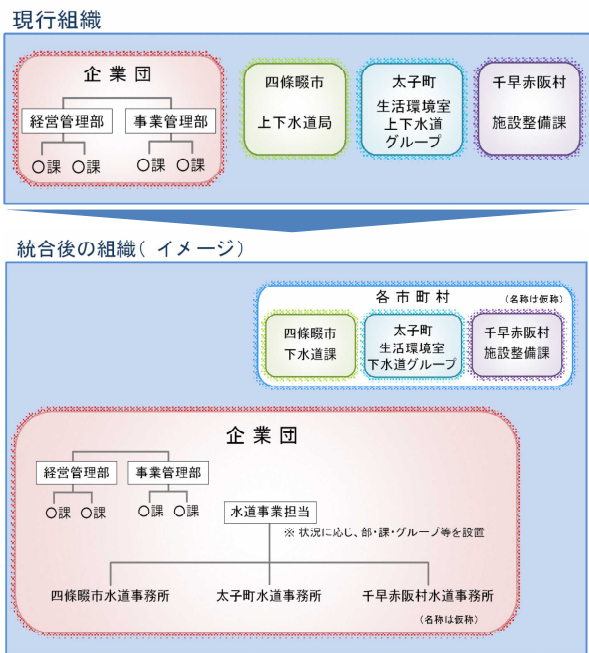 現行組織
企業団
経営管理部 事業管理部
〇課 〇課 〇課 〇課
四條畷市
上下水道局
太子町
生活環境室
上下水道
グループ
千早赤阪村
施設整備課
統合後の組織(イメージ)
各市町村 (名称は仮称)
四條畷市
下水道課
太子町
生活環境室
下水道グループ
千早赤阪村
施設整備課
企業団
経営管理部 事業管理部
〇課 〇課 〇課 〇課
水道事業担当
※ 状況に応じ、部・課・グループ等を設置
四條畷市水道事務所 太子町水道事務所 千早赤阪村水道事務所
(名称は仮称)